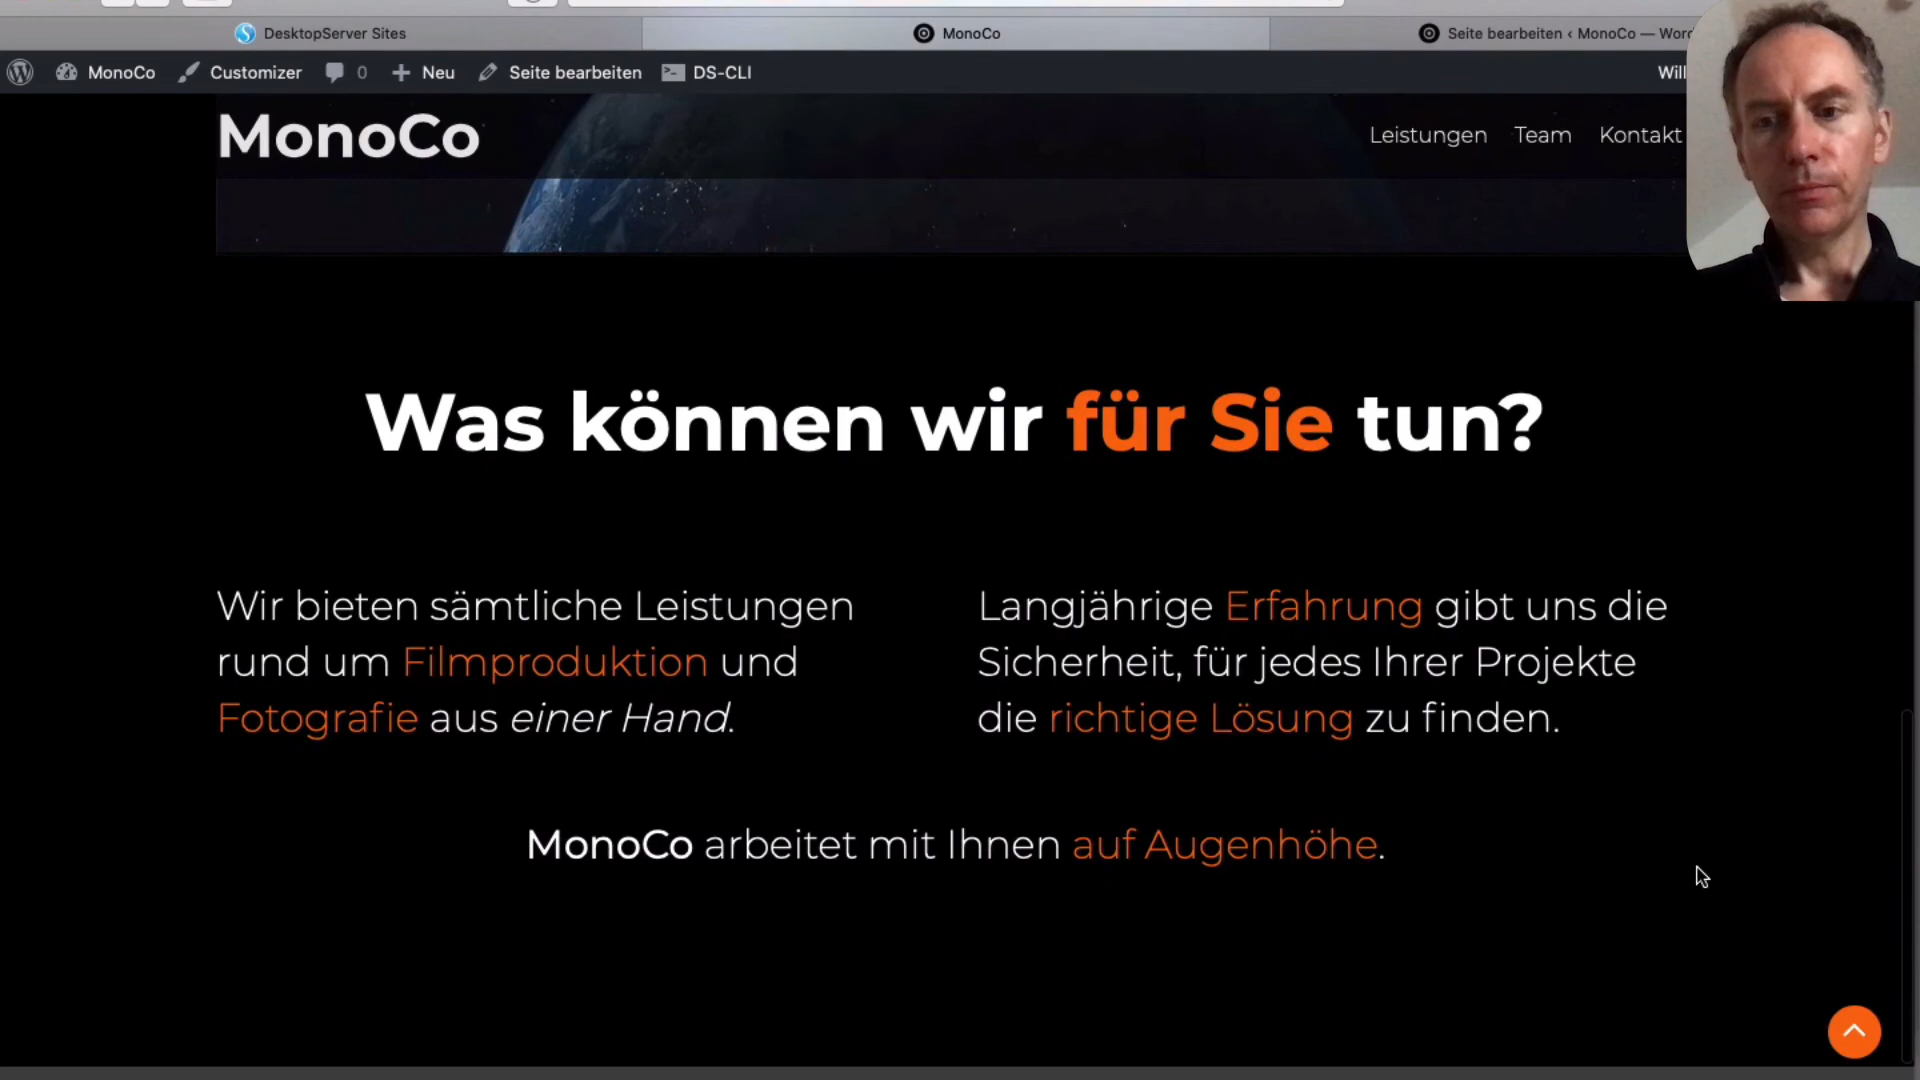 DesktopServer Sites
MonoCo
Seite bearbeiten ‹ MonoCo — Word
MonoCo
Customizer
0
Neu
Seite bearbeiten
DS-CLI
Will
MonoCo
Leistungen
Team
Kontakt
Was können wir für Sie tun?
Wir bieten sämtliche Leistungen
rund um Filmproduktion und
Fotografie aus einer Hand.
Langjährige Erfahrung gibt uns die
Sicherheit, für jedes Ihrer Projekte
die richtige Lösung zu finden.
MonoCo arbeitet mit Ihnen auf Augenhöhe.